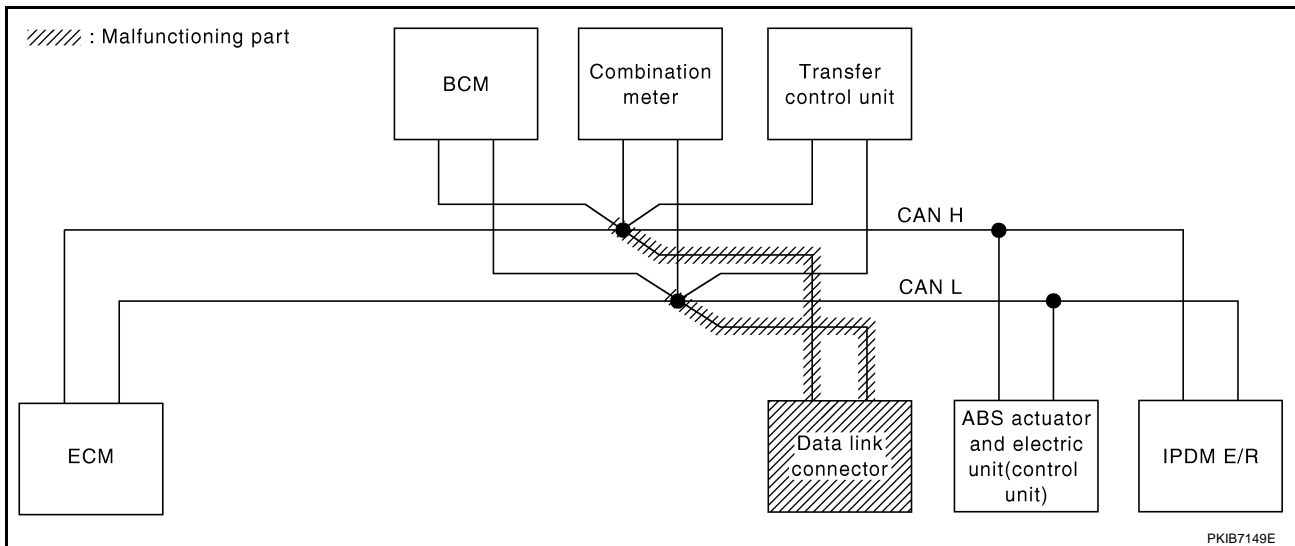 : Malfunctioning part
BCM
Combination
meter
Transfer
control unit
CAN H
CAN L
ECM
Data link
connector
ABS actuator
and electric
unit(control
unit)
IPDM E/R
PKIB7149E